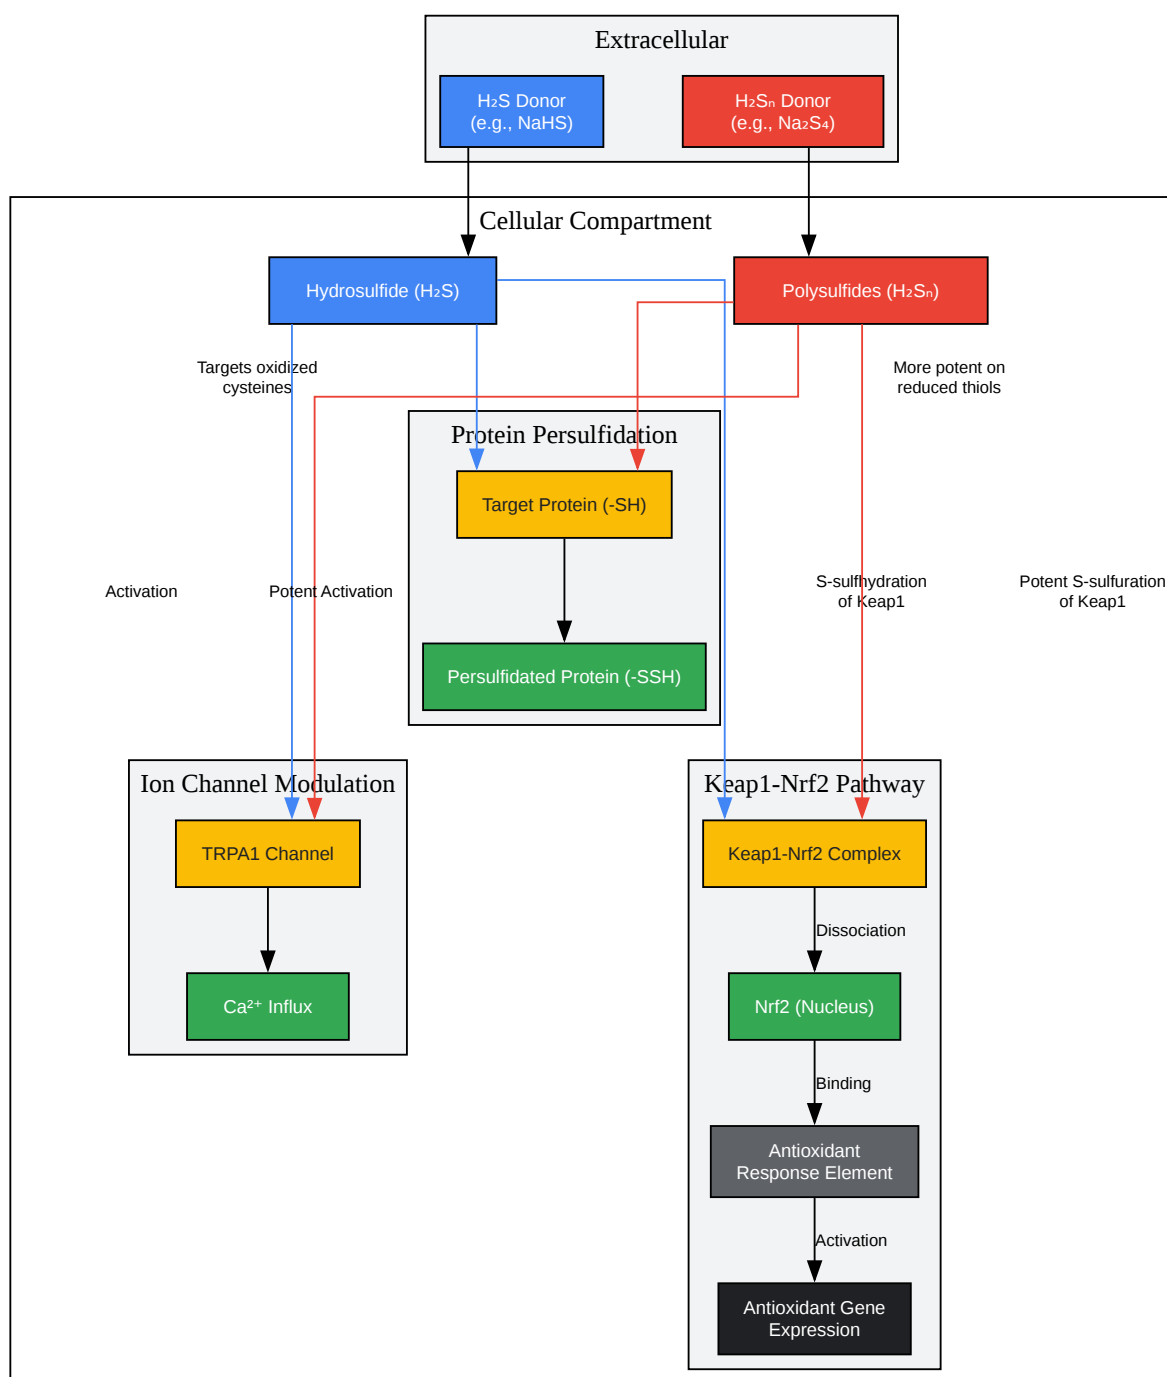 Extracellular
H₂S Donor
(e.g., NaHS)
H₂Sₙ Donor
(e.g., Na₂S₄)
Cellular Compartment
Hydrosulfide (H₂S)
Polysulfides (H₂Sₙ)
Targets oxidized
cysteines
More potent on
reduced thiols
Protein Persulfidation
Target Protein (-SH)
Activation
Potent Activation
S-sulfhydration
of Keap1
Potent S-sulfuration
of Keap1
Persulfidated Protein (-SSH)
Ion Channel Modulation
Keap1-Nrf2 Pathway
TRPA1 Channel
Keap1-Nrf2 Complex
Dissociation
Ca²⁺ Influx
Nrf2 (Nucleus)
Binding
Antioxidant
Response Element
Activation
Antioxidant Gene
Expression